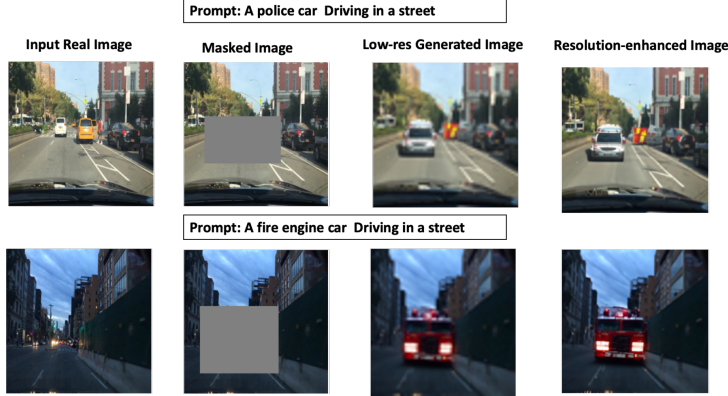 Prompt: A police car  Driving in a street
Input Real Image
Masked Image
Low-res Generated Image
Resolution-enhanced Image
Prompt: A fire engine car  Driving in a street